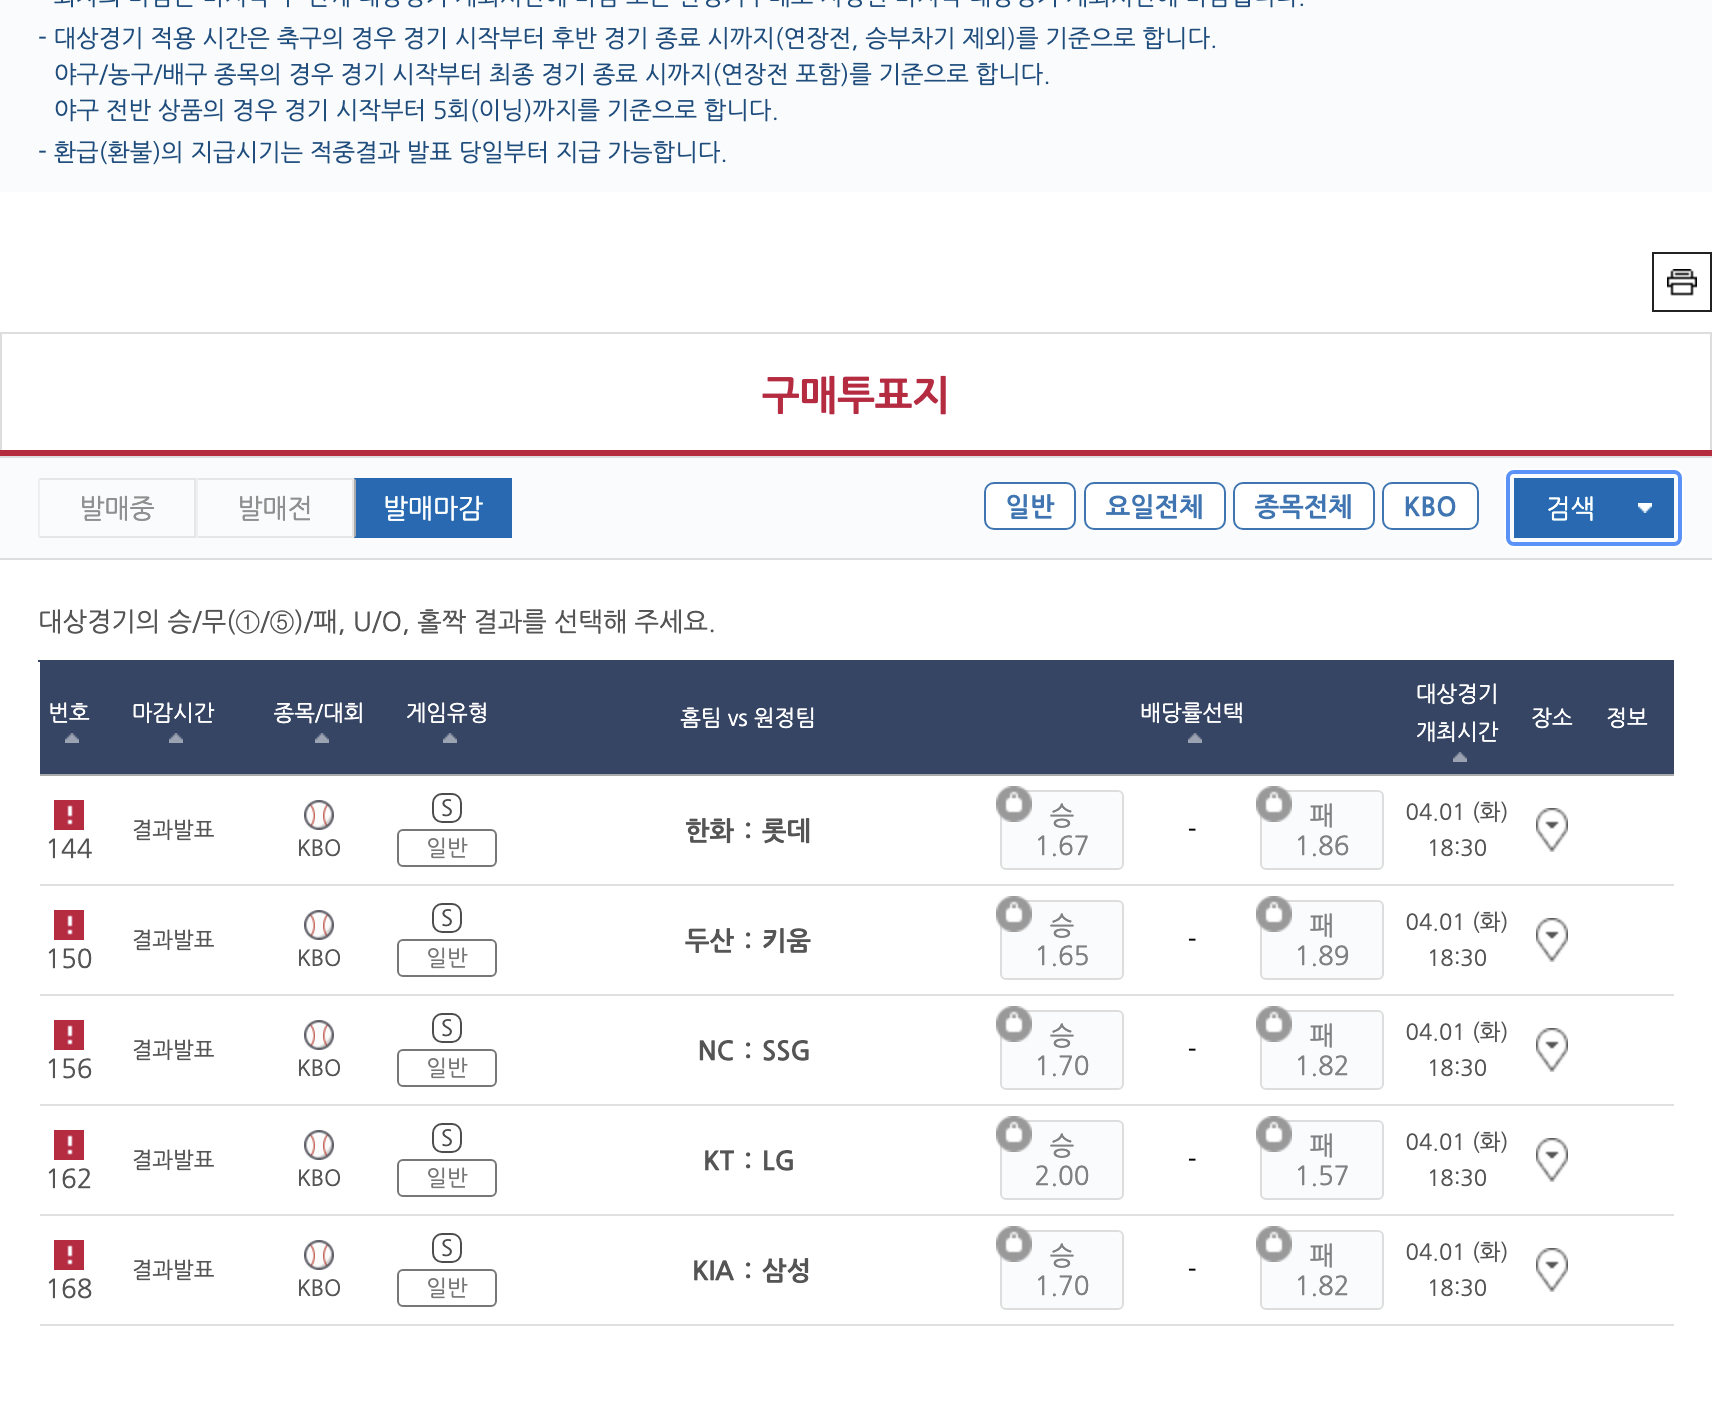 - 대상경기 적용 시간은 축구의 경우 경기 시작부터 후반 경기 종료 시까지(연장전, 승부차기 제외)를 기준으로 합니다.
야구/농구/배구 종목의 경우 경기 시작부터 최종 경기 종료 시까지(연장전 포함)를 기준으로 합니다.
야구 전반 상품의 경우 경기 시작부터 5회(이닝)까지를 기준으로 합니다.
- 환급(환불)의 지급시기는 적중결과 발표 당일부터 지급 가능합니다.
구매투표지
발매중 발매전 발매마감 일반 요일전체 종목전체 KBO 검색
대상경기의 승/무(①/⑤)/패, U/O, 홀짝 결과를 선택해 주세요.
번호 마감시간 종목/대회 게임유형 홈팀 vs 원정팀 배당률선택 대상경기 개최시간 장소 정보
144 결과발표 KBO S 일반 한화 : 롯데 승 1.67 - 패 1.86 04.01 (화) 18:30
150 결과발표 KBO S 일반 두산 : 키움 승 1.65 - 패 1.89 04.01 (화) 18:30
156 결과발표 KBO S 일반 NC : SSG 승 1.70 - 패 1.82 04.01 (화) 18:30
162 결과발표 KBO S 일반 KT : LG 승 2.00 - 패 1.57 04.01 (화) 18:30
168 결과발표 KBO S 일반 KIA : 삼성 승 1.70 - 패 1.82 04.01 (화) 18:30